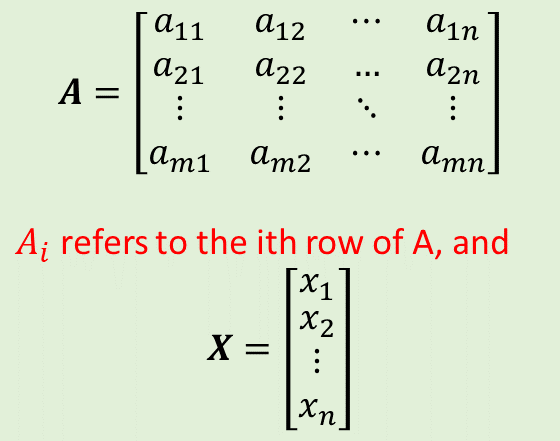 a₁₁ a₁₂ ⋯ a₁ₙ
a₂₁ a₂₂ … a₂ₙ
A =
⋮ ⋮ ⋱ ⋮
aₘ₁ aₘ₂ ⋯ aₘₙ
Aᵢ refers to the ith row of A, and
x₁
x₂
X =
⋮
xₙ